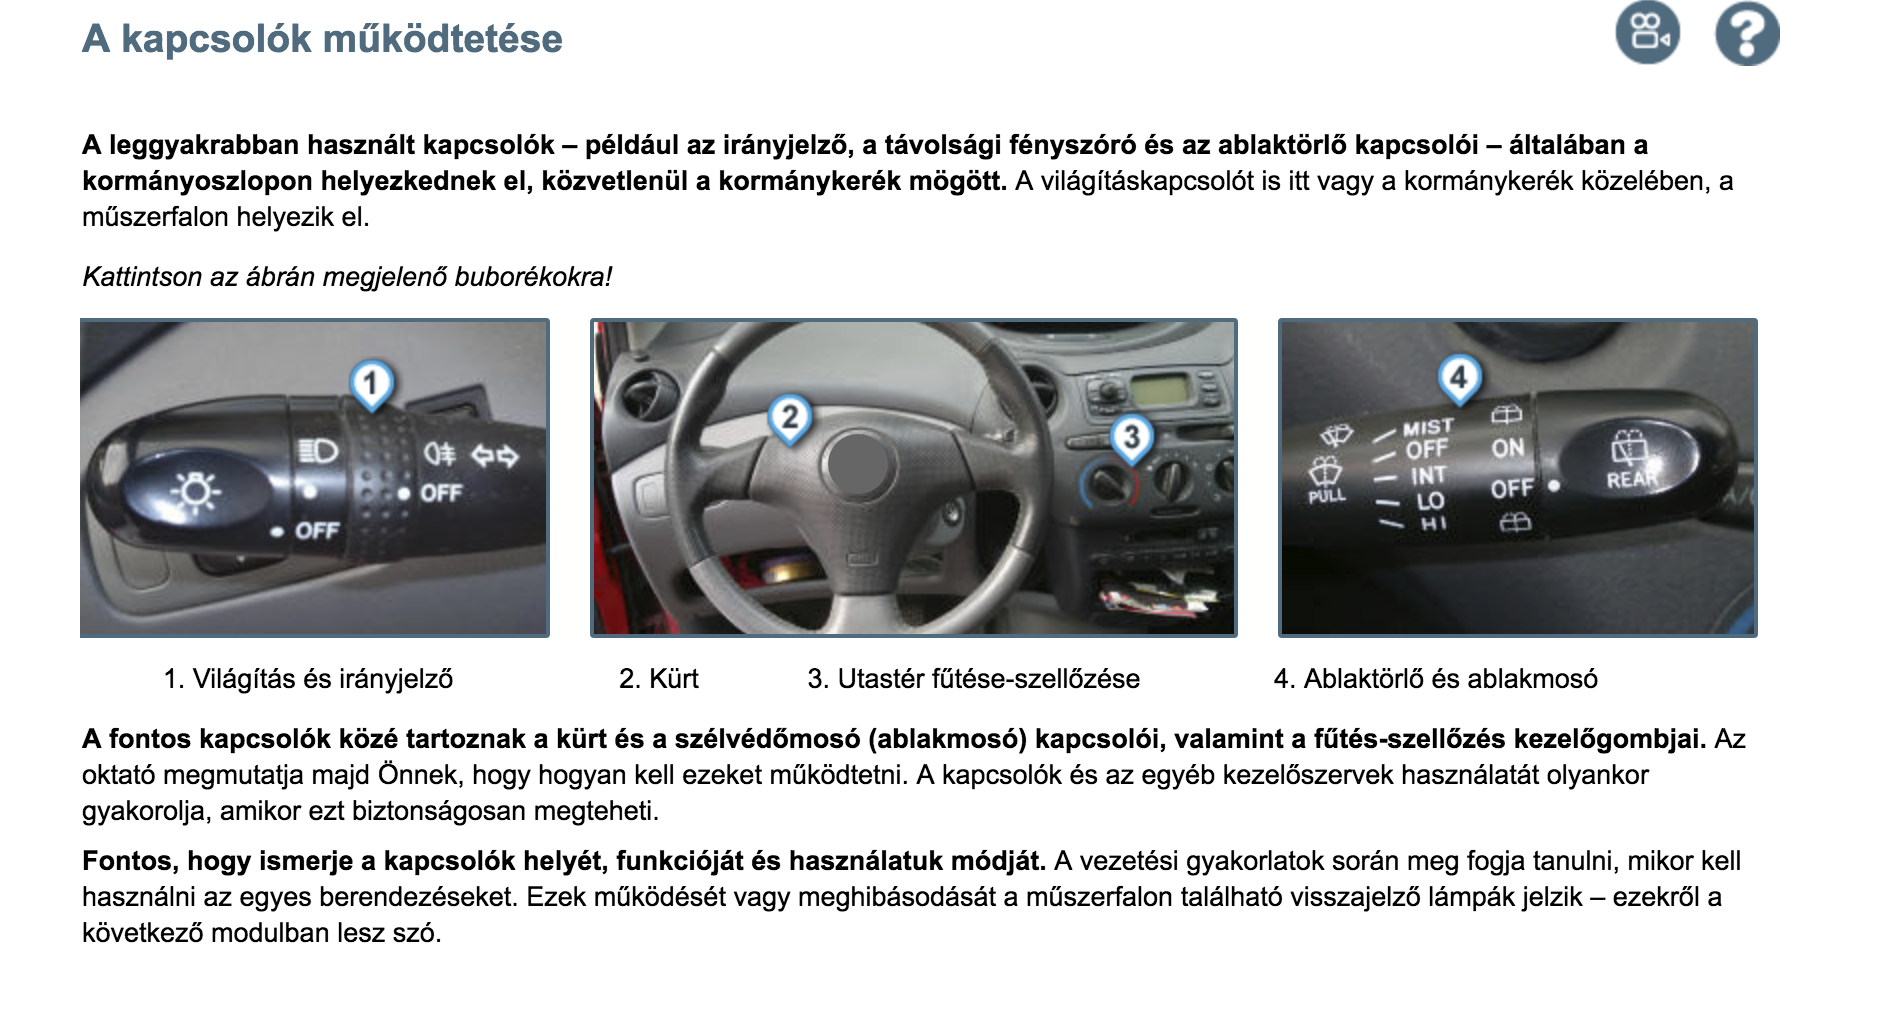 A kapcsolók működtetése
A leggyakrabban használt kapcsolók – például az irányjelző, a távolsági fényszóró és az ablaktörlő kapcsolói – általában a
kormányoszlopon helyezkednek el, közvetlenül a kormánykerék mögött. A világításkapcsolót is itt vagy a kormánykerék közelében, a
műszerfalon helyezik el.
Kattintson az ábrán megjelenő buborékokra!
1
OFF
OFF
2
3
4
MIST
OFF
INT
LO
HI
PULL
ON
OFF
REAR
1. Világítás és irányjelző
2. Kürt
3. Utastér fűtése-szellőzése
4. Ablaktörlő és ablakmosó
A fontos kapcsolók közé tartoznak a kürt és a szélvédőmosó (ablakmosó) kapcsolói, valamint a fűtés-szellőzés kezelőgombjai. Az
oktató megmutatja majd Önnek, hogy hogyan kell ezeket működtetni. A kapcsolók és az egyéb kezelőszervek használatát olyankor
gyakorolja, amikor ezt biztonságosan megteheti.
Fontos, hogy ismerje a kapcsolók helyét, funkcióját és használatuk módját. A vezetési gyakorlatok során meg fogja tanulni, mikor kell
használni az egyes berendezéseket. Ezek működését vagy meghibásodását a műszerfalon található visszajelző lámpák jelzik – ezekről a
következő modulban lesz szó.